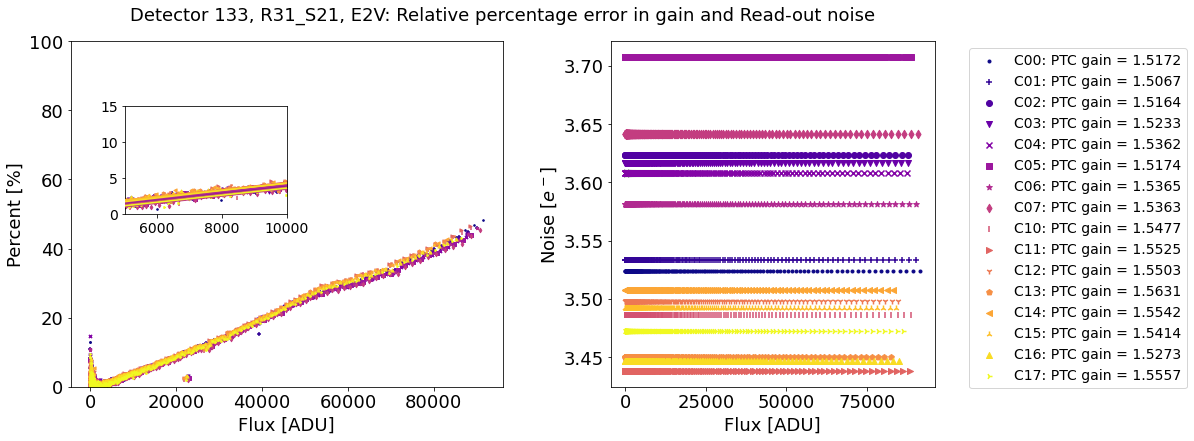 Detector 133, R31_S21, E2V: Relative percentage error in gain and Read-out noise
Percent [%]
100
80
60
40
20
0
15
10
5
0
6000 8000 10000
0 20000 40000 60000 80000
Flux [ADU]
Noise [e⁻]
3.70
3.65
3.60
3.55
3.50
3.45
0 25000 50000 75000
Flux [ADU]
C00: PTC gain = 1.5172
C01: PTC gain = 1.5067
C02: PTC gain = 1.5164
C03: PTC gain = 1.5233
C04: PTC gain = 1.5362
C05: PTC gain = 1.5174
C06: PTC gain = 1.5365
C07: PTC gain = 1.5363
C10: PTC gain = 1.5477
C11: PTC gain = 1.5525
C12: PTC gain = 1.5503
C13: PTC gain = 1.5631
C14: PTC gain = 1.5542
C15: PTC gain = 1.5414
C16: PTC gain = 1.5273
C17: PTC gain = 1.5557